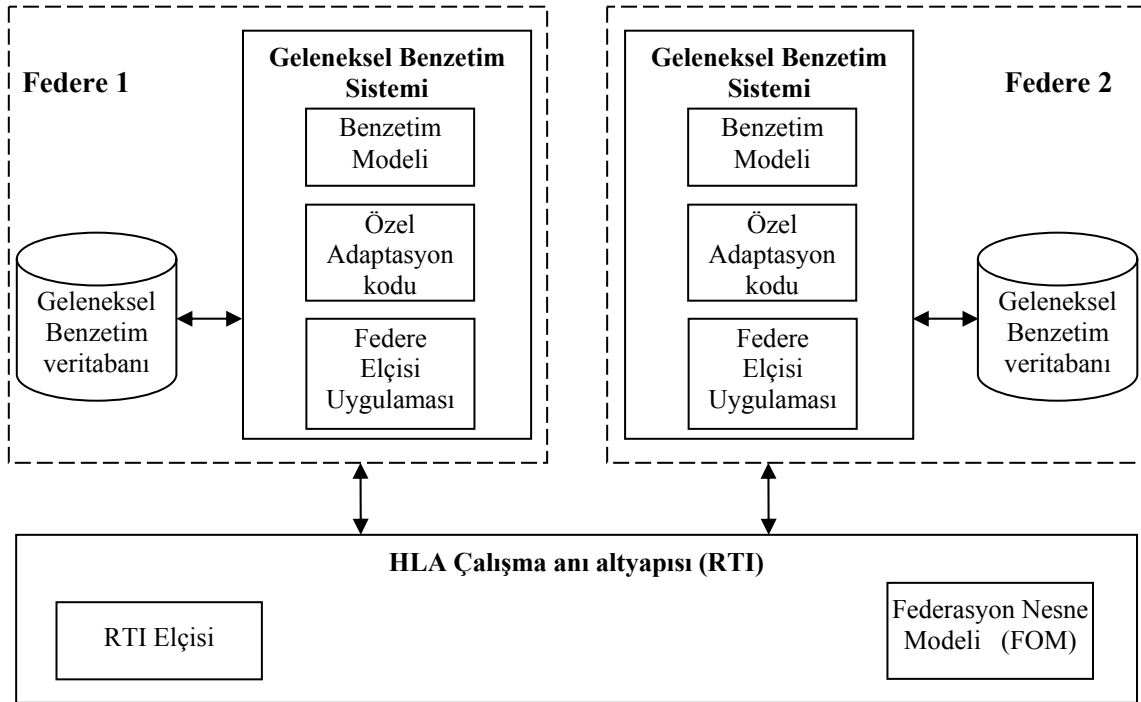 Federe 1
Geleneksel Benzetim
Sistemi
Benzetim
Modeli
Özel
Adaptasyon
kodu
Federe
Elçisi
Uygulaması
Geleneksel
Benzetim
veritabanı
Geleneksel Benzetim
Sistemi
Federe 2
Benzetim
Modeli
Özel
Adaptasyon
kodu
Federe
Elçisi
Uygulaması
Geleneksel
Benzetim
veritabanı
HLA Çalışma anı altyapısı (RTI)
RTI Elçisi
Federasyon Nesne
Modeli (FOM)